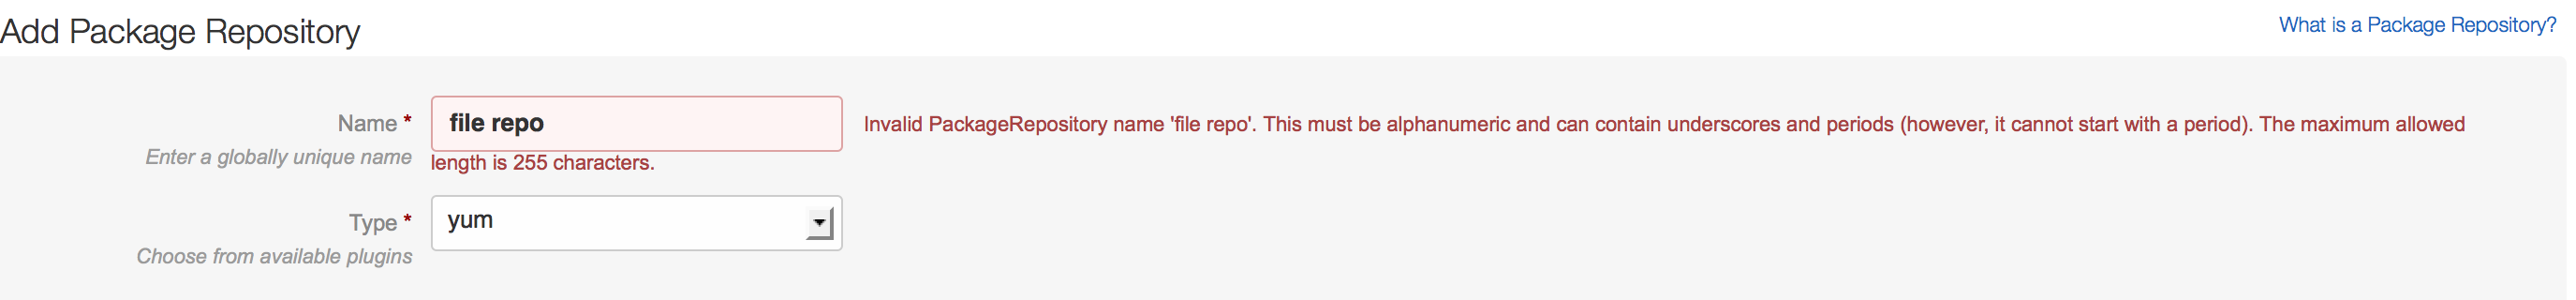 Add Package Repository
What is a Package Repository?
Name *
file repo
Invalid PackageRepository name 'file repo'. This must be alphanumeric and can contain underscores and periods (however, it cannot start with a period). The maximum allowed
Enter a globally unique name
length is 255 characters.
Type *
yum
Choose from available plugins